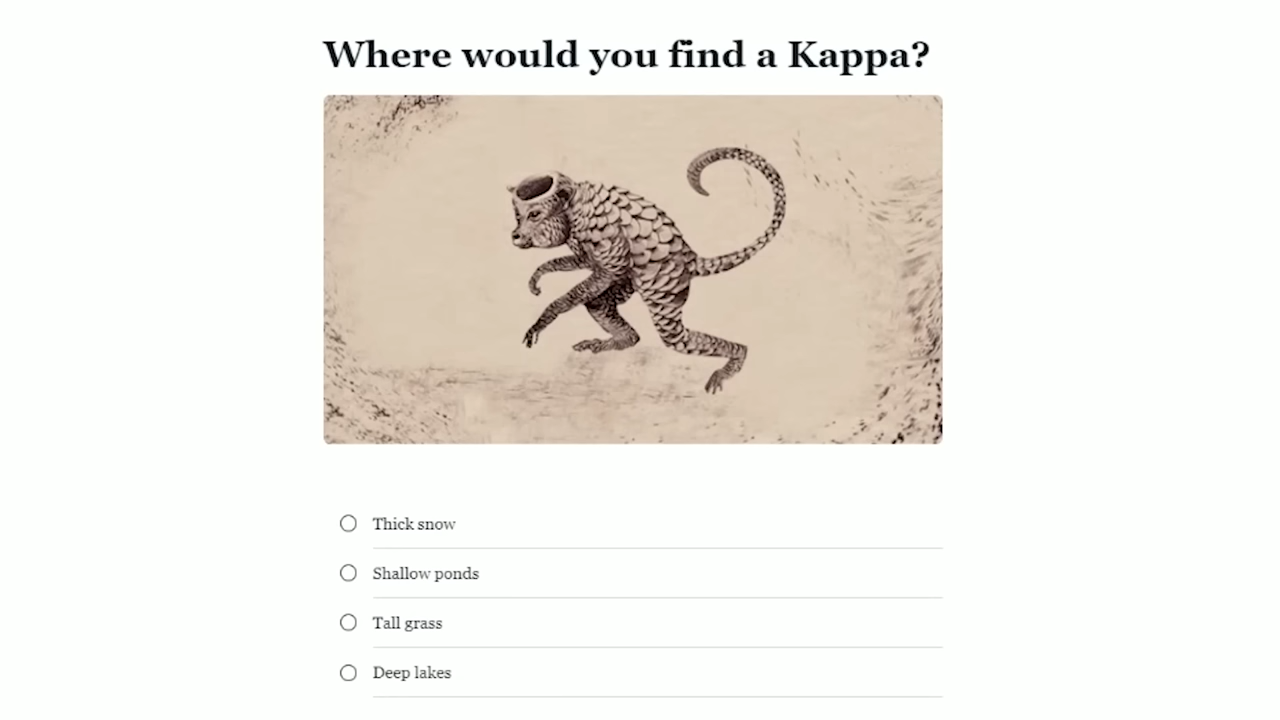 Where would you find a Kappa?
Thick snow
Shallow ponds
Tall grass
Deep lakes